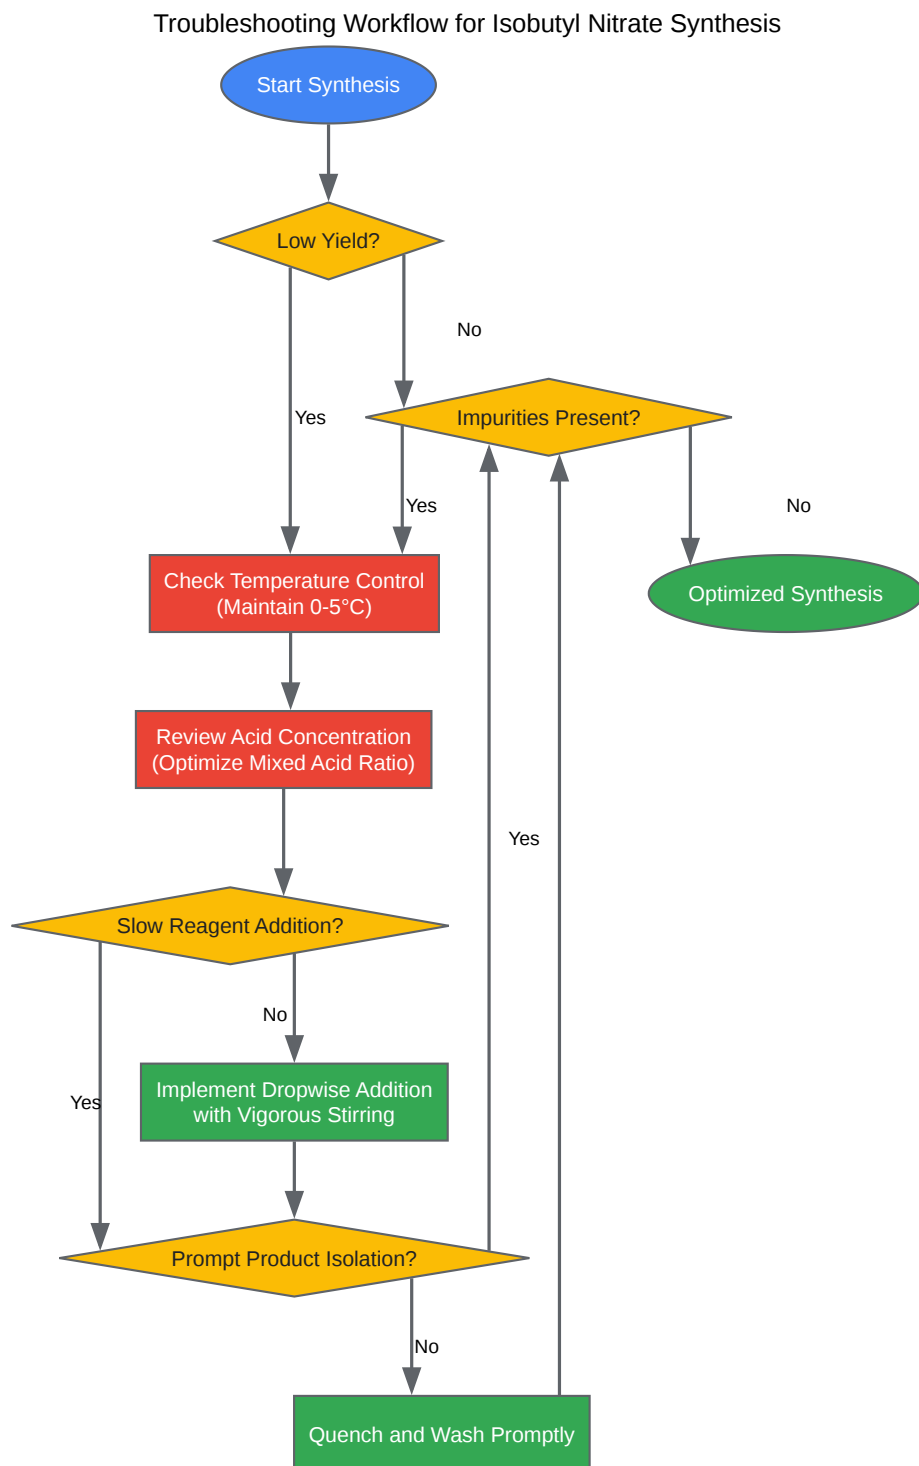 Troubleshooting Workflow for Isobutyl Nitrate Synthesis
Start Synthesis
Low Yield?
No
Yes
Impurities Present?
Yes
No
Check Temperature Control
(Maintain 0-5°C)
Optimized Synthesis
Review Acid Concentration
(Optimize Mixed Acid Ratio)
Yes
Slow Reagent Addition?
No
Yes
Implement Dropwise Addition
with Vigorous Stirring
Prompt Product Isolation?
No
Quench and Wash Promptly